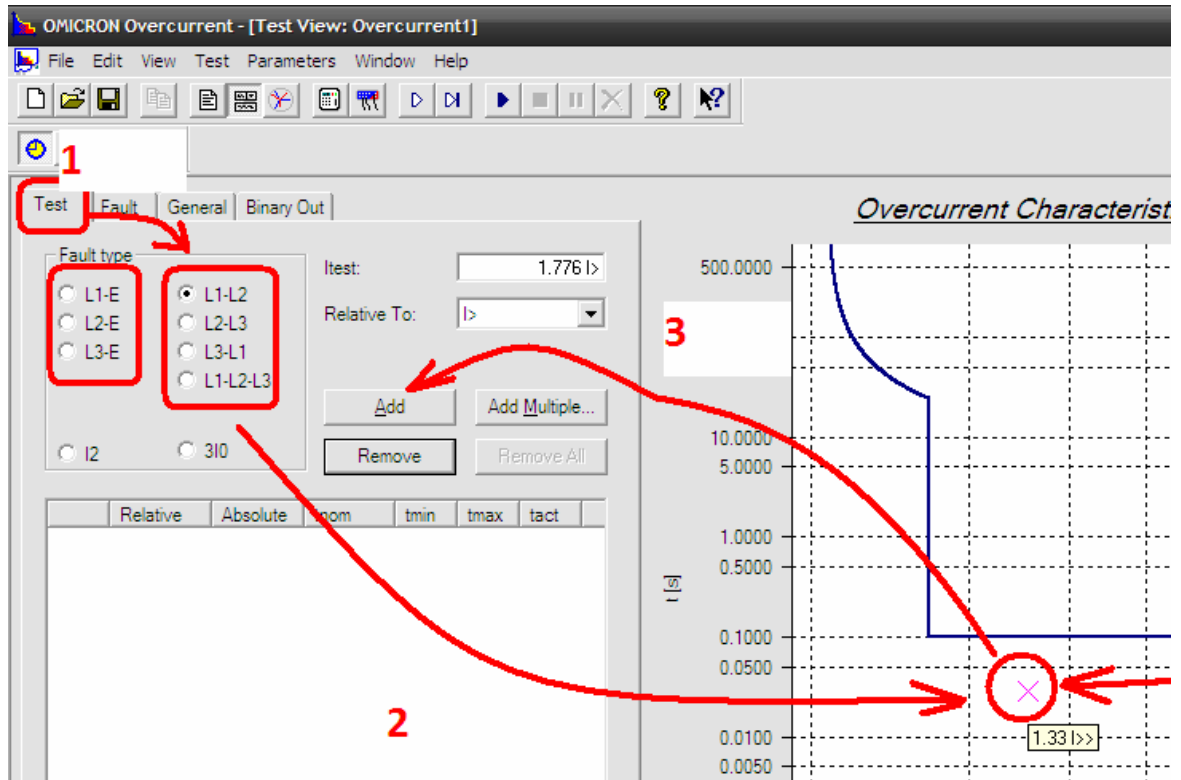 OMICRON Overcurrent - [Test View: Overcurrent1]
File Edit View Test Parameters Window Help
1
Test Fault General Binary Out
Fault type
L1-E
L2-E
L3-E
L1-L2
L2-L3
L3-L1
L1-L2-L3
I2
3I0
Itest: 1.776 I>
Relative To: I>
Add Add Multiple...
Remove Remove All
Relative Absolute tnom tmin tmax tact
2
Overcurrent Characterist
3
500.0000
10.0000
5.0000
1.0000
0.5000
0.1000
0.0500
0.0100
0.0050
t [s]
1.33 I>>